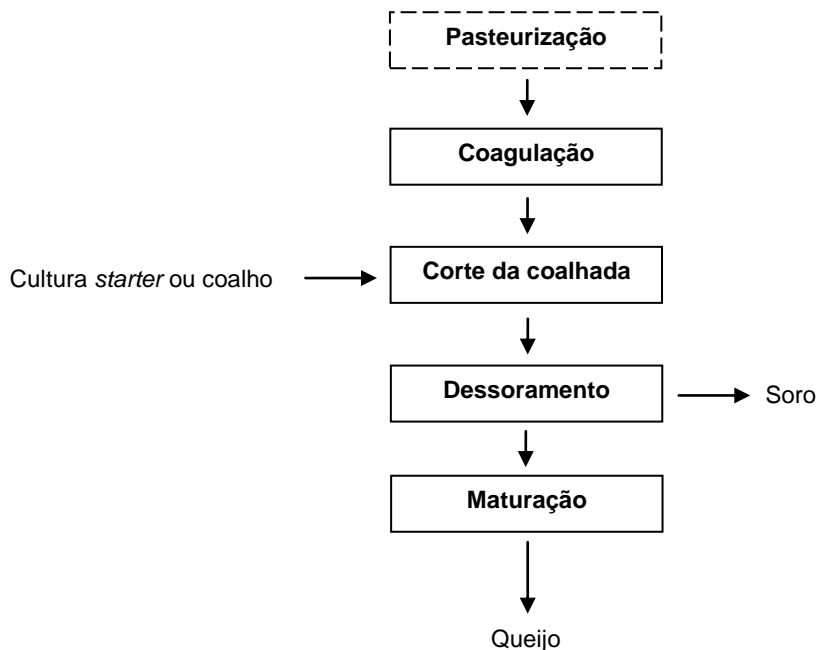 Pasteurização
Coagulação
Cultura starter ou coalho
Corte da coalhada
Dessoramento
Soro
Maturação
Queijo